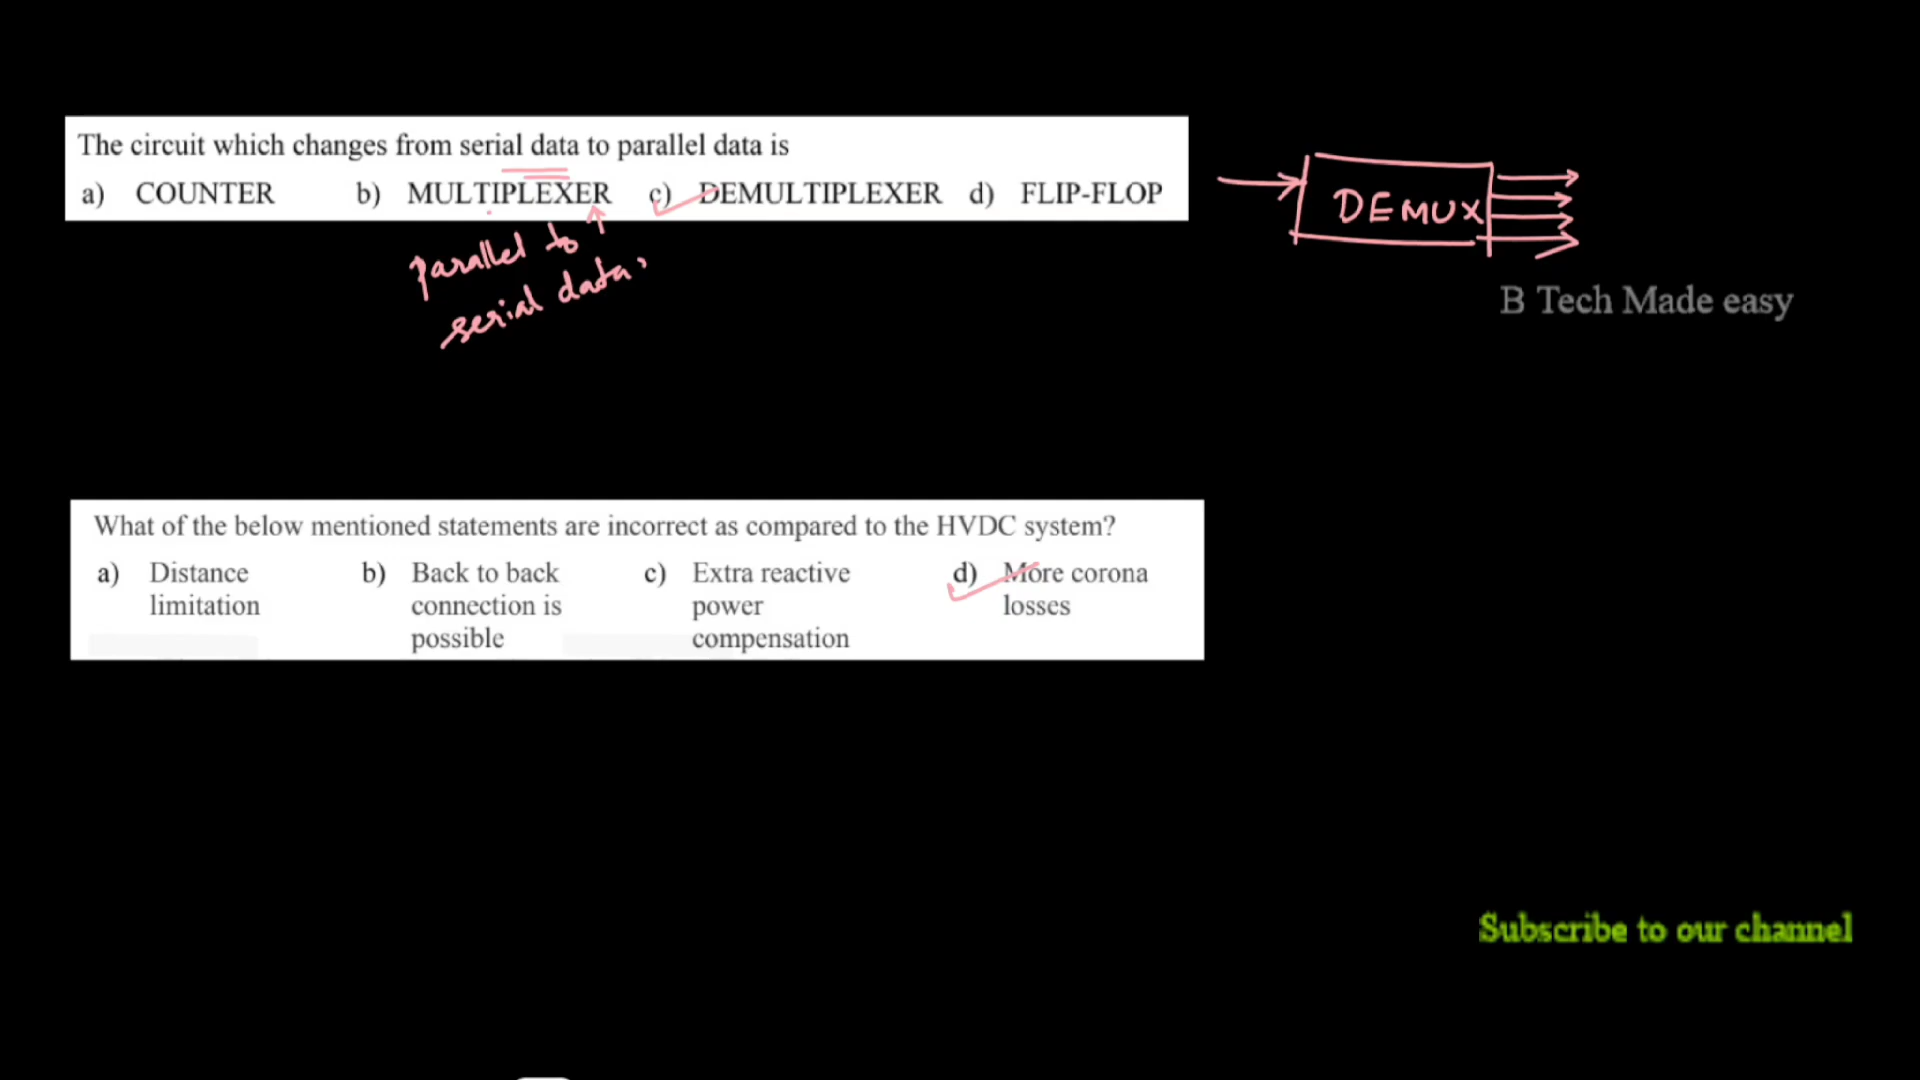 The circuit which changes from serial data to parallel data is
a) COUNTER b) MULTIPLEXER c) DEMULTIPLEXER d) FLIP-FLOP
parallel to
serial data,
DEMUX
B Tech Made easy
What of the below mentioned statements are incorrect as compared to the HVDC system?
a) Distance b) Back to back c) Extra reactive d) More corona
limitation connection is power losses
possible compensation
Subscribe to our channel